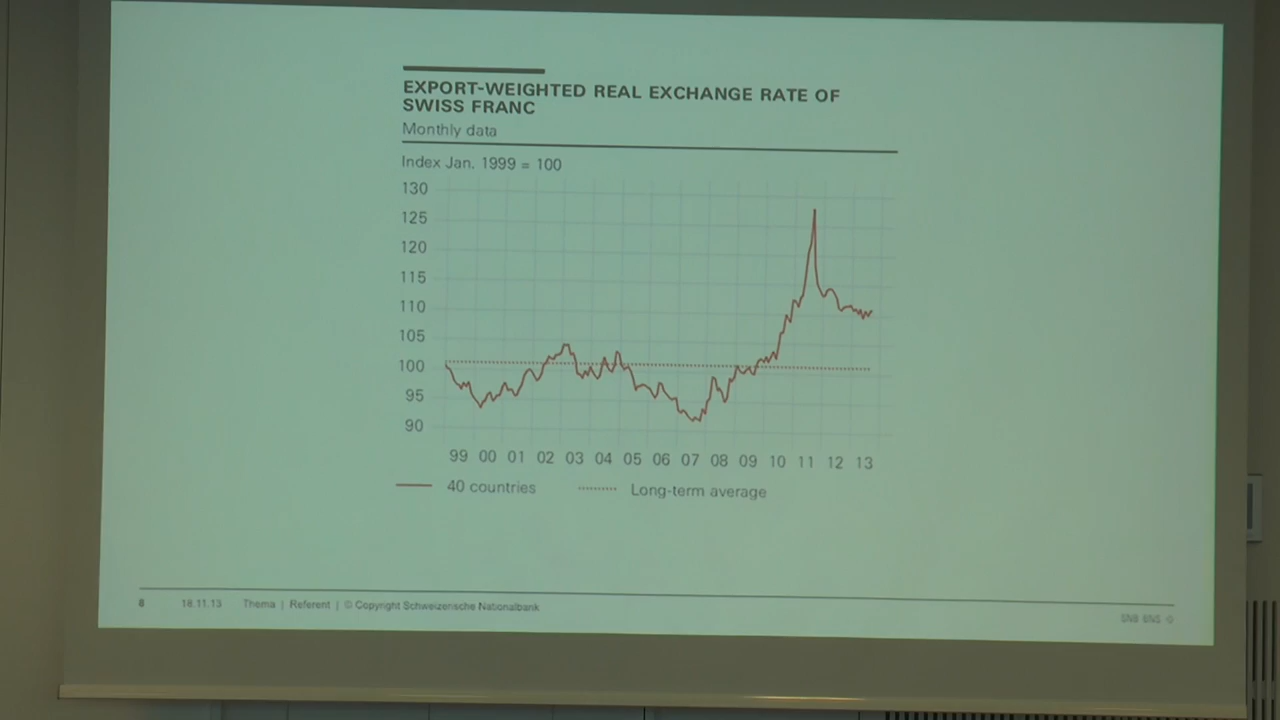 EXPORT-WEIGHTED REAL EXCHANGE RATE OF
SWISS FRANC
Monthly data
Index Jan. 1999 = 100
130
125
120
115
110
105
100
95
90
99 00 01 02 03 04 05 06 07 08 09 10 11 12 13
40 countries Long-term average
8 18.11.13 Thema | Referent | © Copyright Schweizerische Nationalbank
SNB BNS